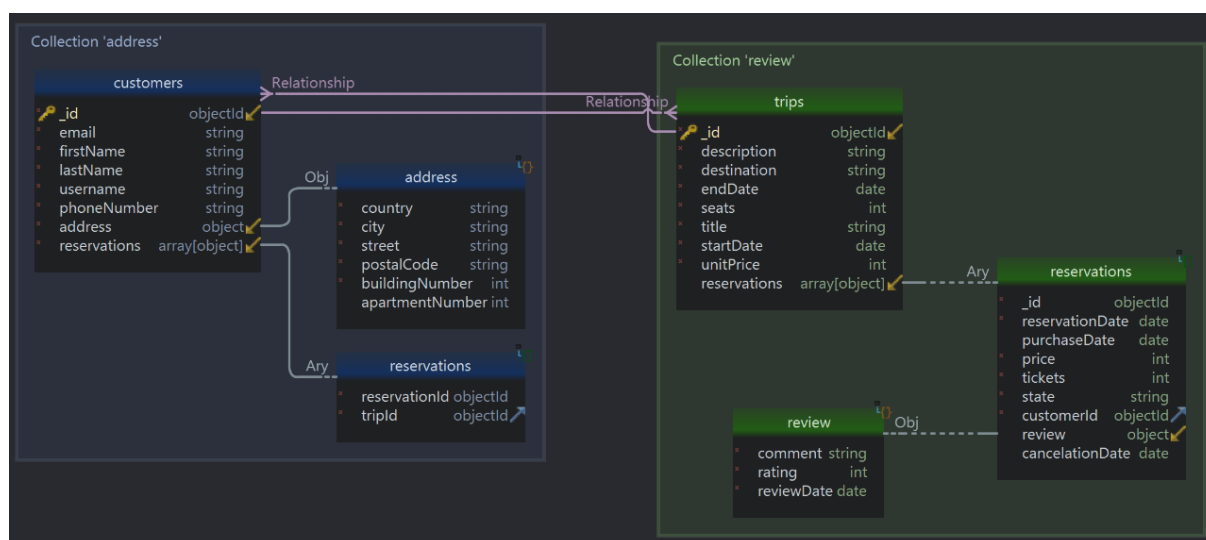 Collection 'address'
customers
_id objectId
email string
firstName string
lastName string
username string
phoneNumber string
address object
reservations array[object]
Relationship
Obj
address
country string
city string
street string
postalCode string
buildingNumber int
apartmentNumber int
Ary
reservations
reservationId objectId
tripId objectId
Collection 'review'
Relationship
trips
_id objectId
description string
destination string
endDate date
seats int
title string
startDate date
unitPrice int
reservations array[object]
Ary
reservations
_id objectId
reservationDate date
purchaseDate date
price int
tickets int
state string
customerId objectId
review object
cancelationDate date
review
Obj
comment string
rating int
reviewDate date